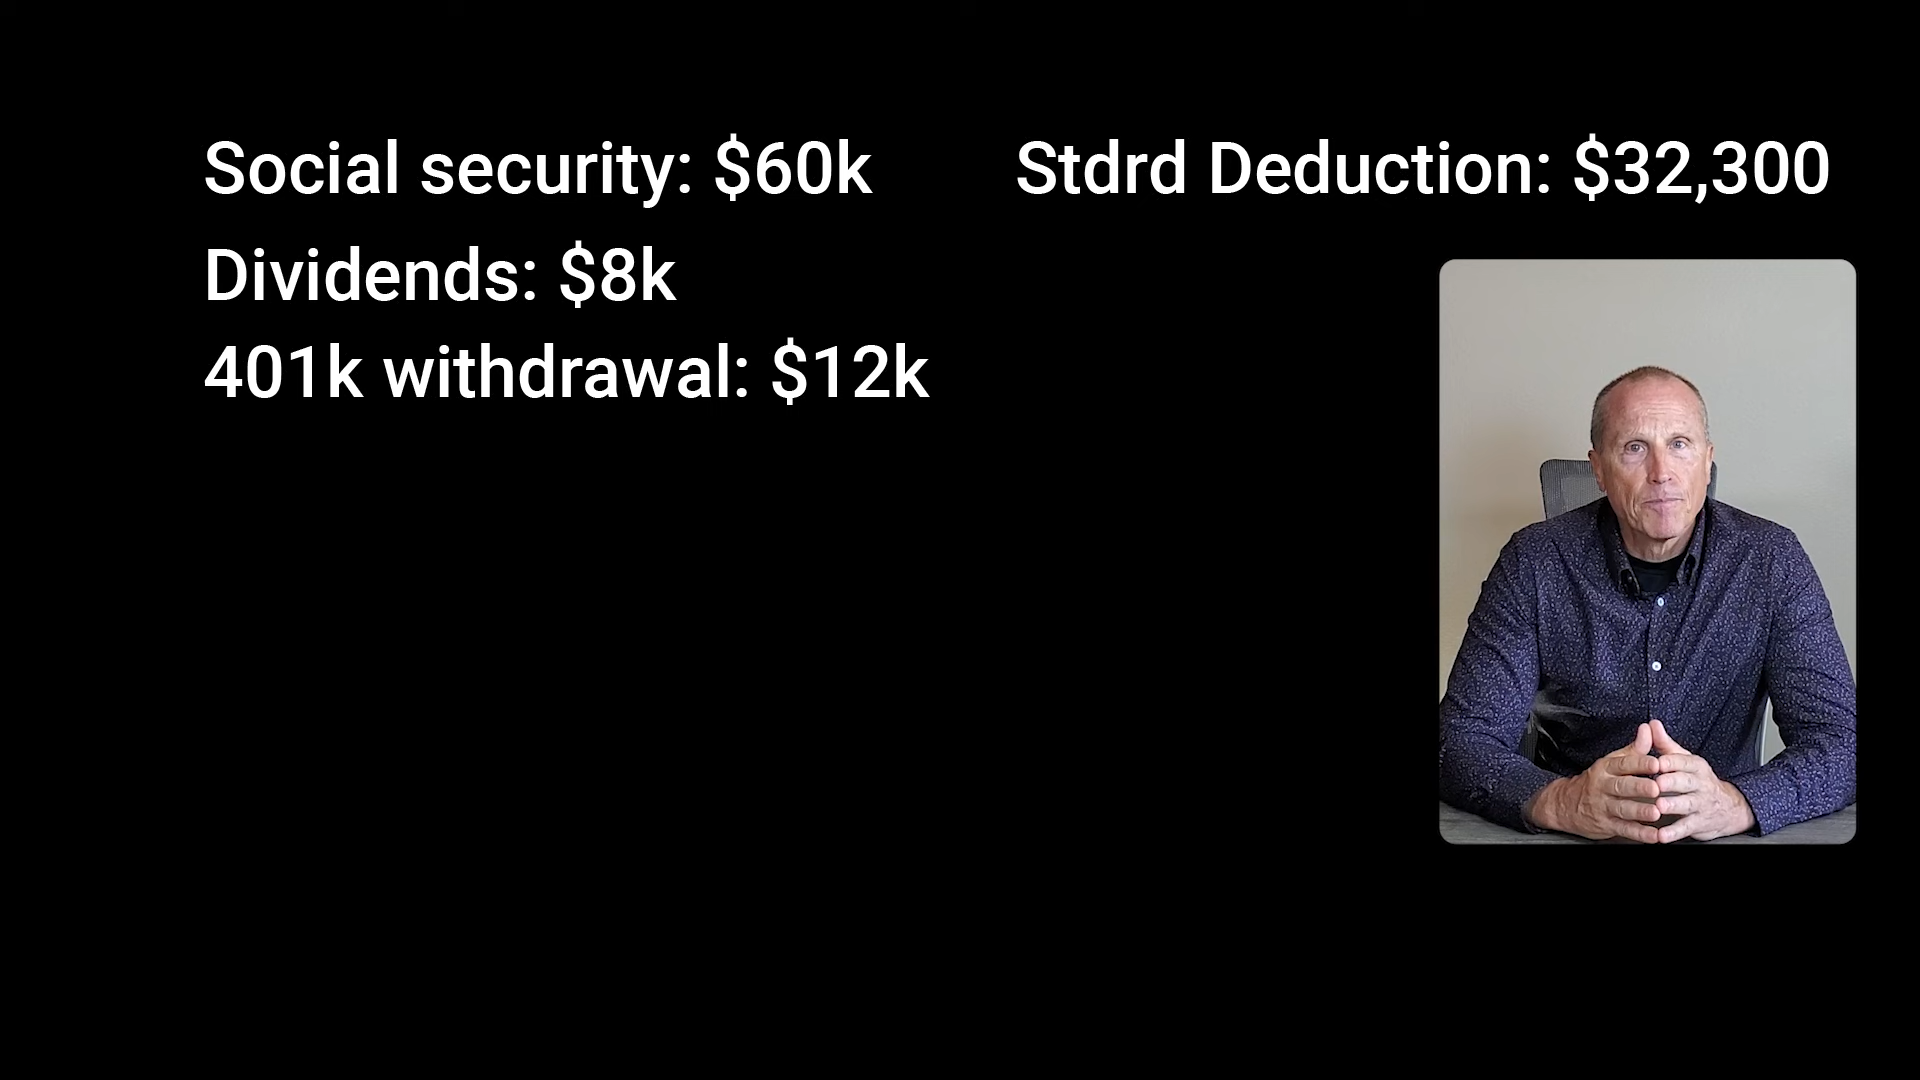 Social security: $60k
Stdrd Deduction: $32,300
Dividends: $8k
401k withdrawal: $12k